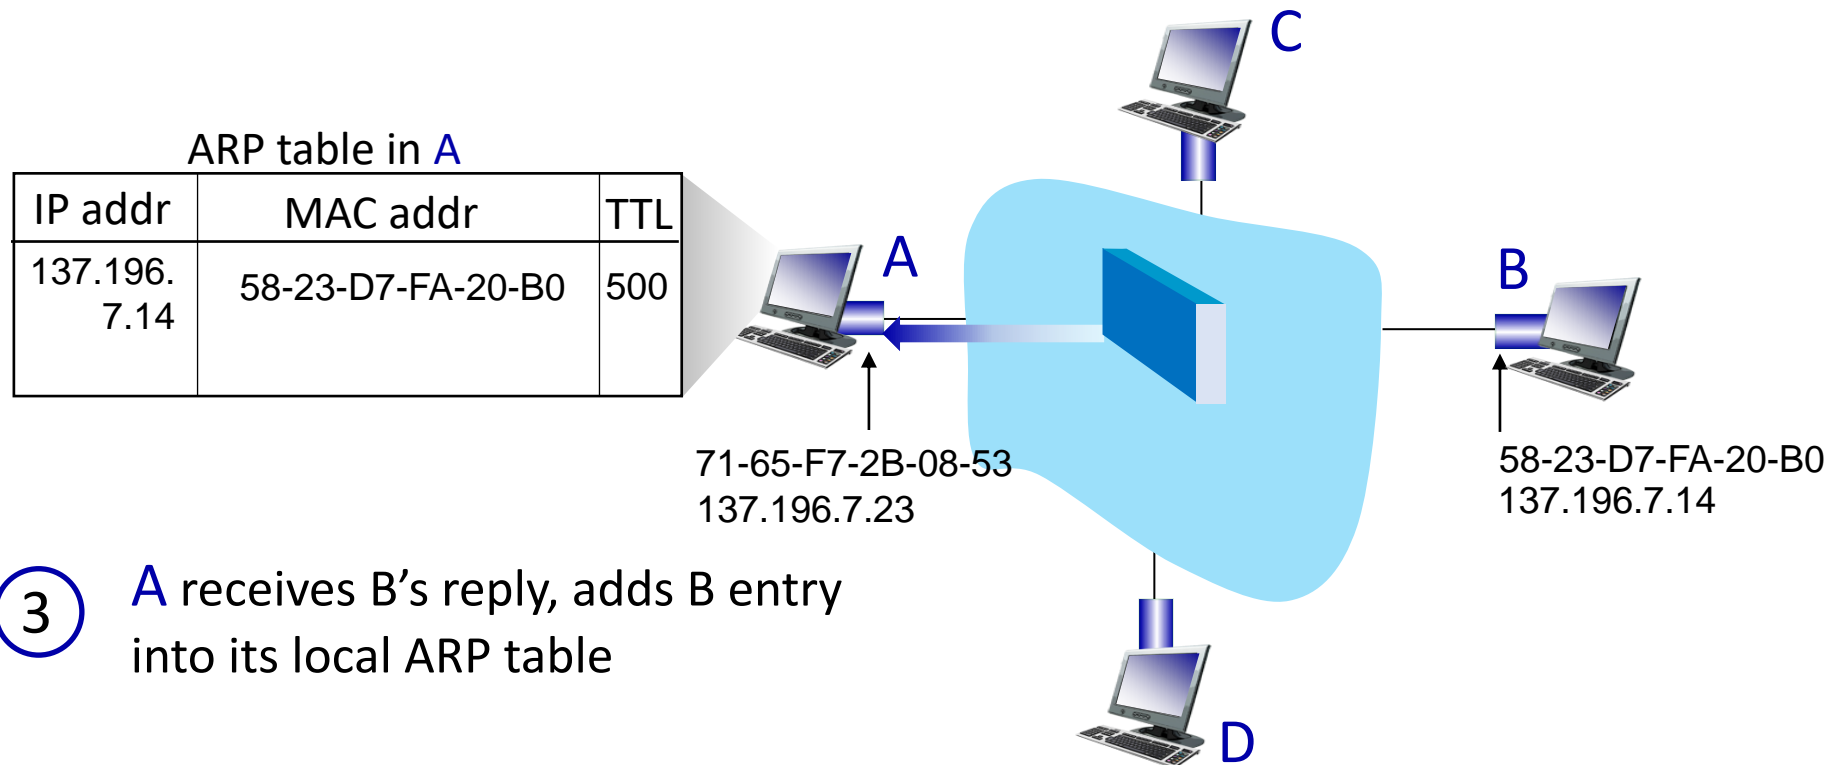 C
ARP table in A
IP addr MAC addr TTL
137.196. 58-23-D7-FA-20-B0 500
7.14
A
B
71-65-F7-2B-08-53
137.196.7.23
58-23-D7-FA-20-B0
137.196.7.14
3 A receives B’s reply, adds B entry
into its local ARP table
D